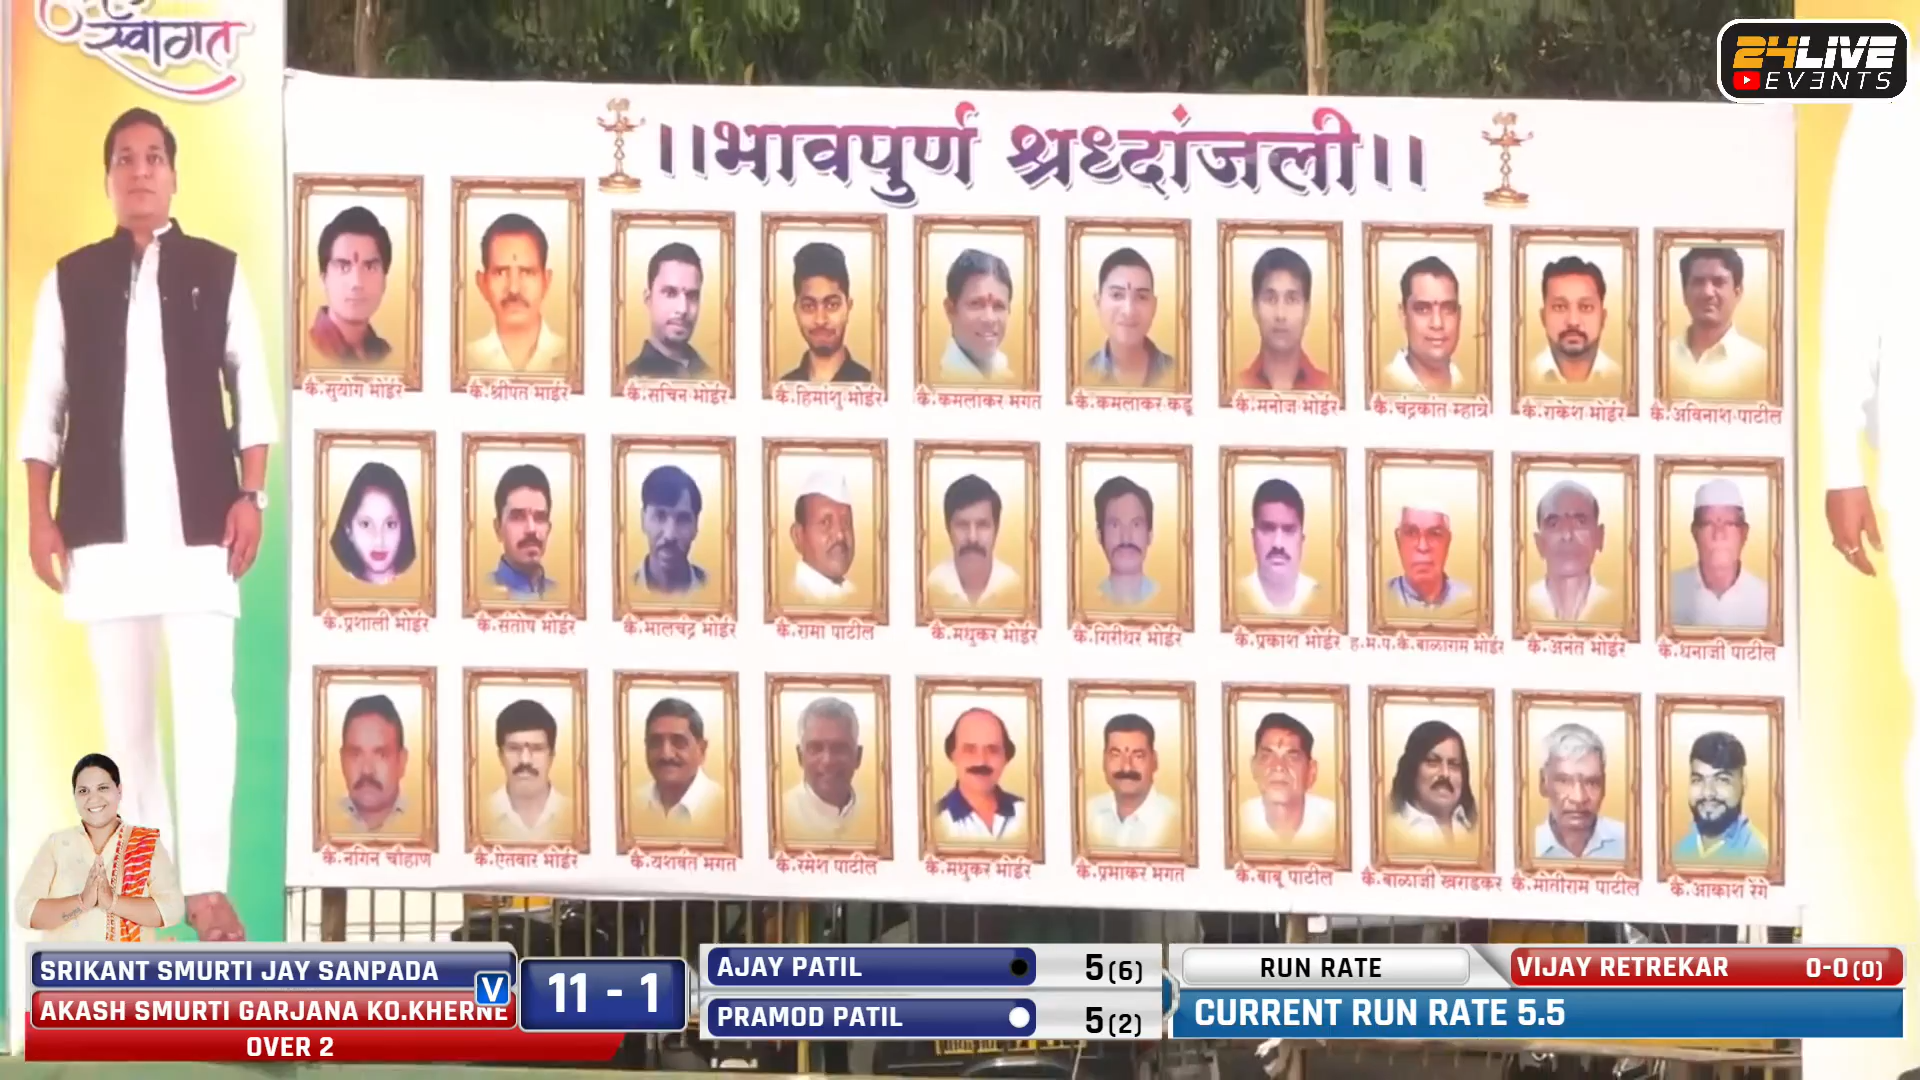 स्वागत
24LIVE
EVENTS
।।भावपुर्ण श्रध्दांजली।।
कै.सुयोग भोईर
कै.श्रीपत भाईर
कै.सचिन भोईर
कै.हिमांशु भोईर
कै.कमलाकर भगत
कै.कमलाकर कडू
कै.मनोज भोईर
कै.चंद्रकांत म्हात्रे
कै.राकेश भोईर
कै.अविनाश पाटील
कै.प्रशाली भोईर
कै.संतोष भोईर
कै.भालचंद्र भोईर
कै.रामा पाटील
कै.मधुकर भोईर
कै.गिरीधर भोईर
कै.प्रकाश भोईर
ह.भ.प.कै.बाळाराम भोईर
कै.अनंत भोईर
कै.धनाजी पाटील
कै.नगिन चौहाण
कै.ऐतवार भोईर
कै.यशवंत भगत
कै.रमेश पाटील
कै.मधुकर भोईर
कै.प्रभाकर भगत
कै.बाबू पाटील
कै.बाळाजी खराडकर
कै.मोतीराम पाटील
कै.आकाश रेगे
SRIKANT SMURTI JAY SANPADA
V
AKASH SMURTI GARJANA KO.KHERNE
OVER 2
11 - 1
AJAY PATIL 5 (6)
PRAMOD PATIL 5 (2)
RUN RATE
VIJAY RETREKAR 0-0 (0)
CURRENT RUN RATE 5.5